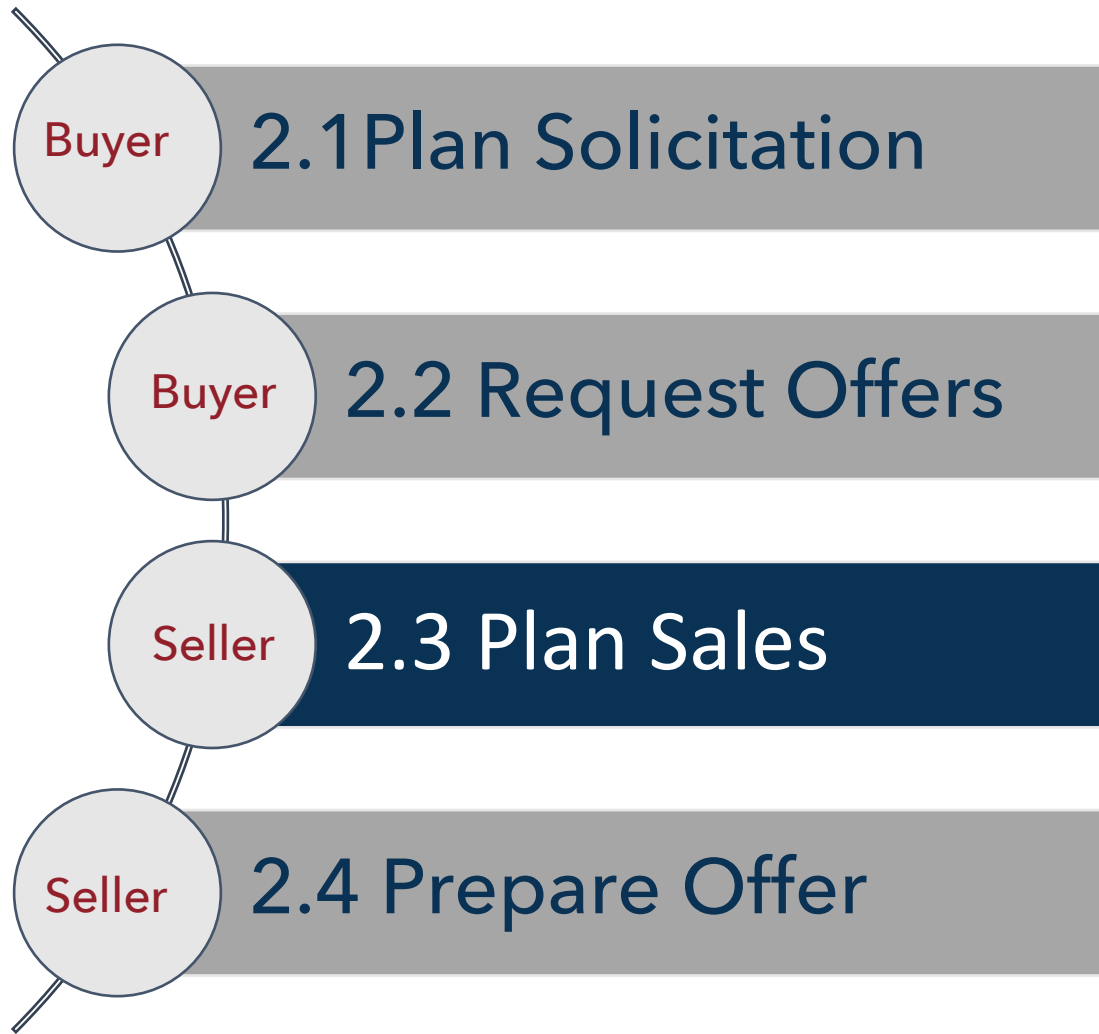 Buyer
2.1Plan Solicitation
Buyer
2.2 Request Offers
Seller
2.3 Plan Sales
Seller
2.4 Prepare Offer